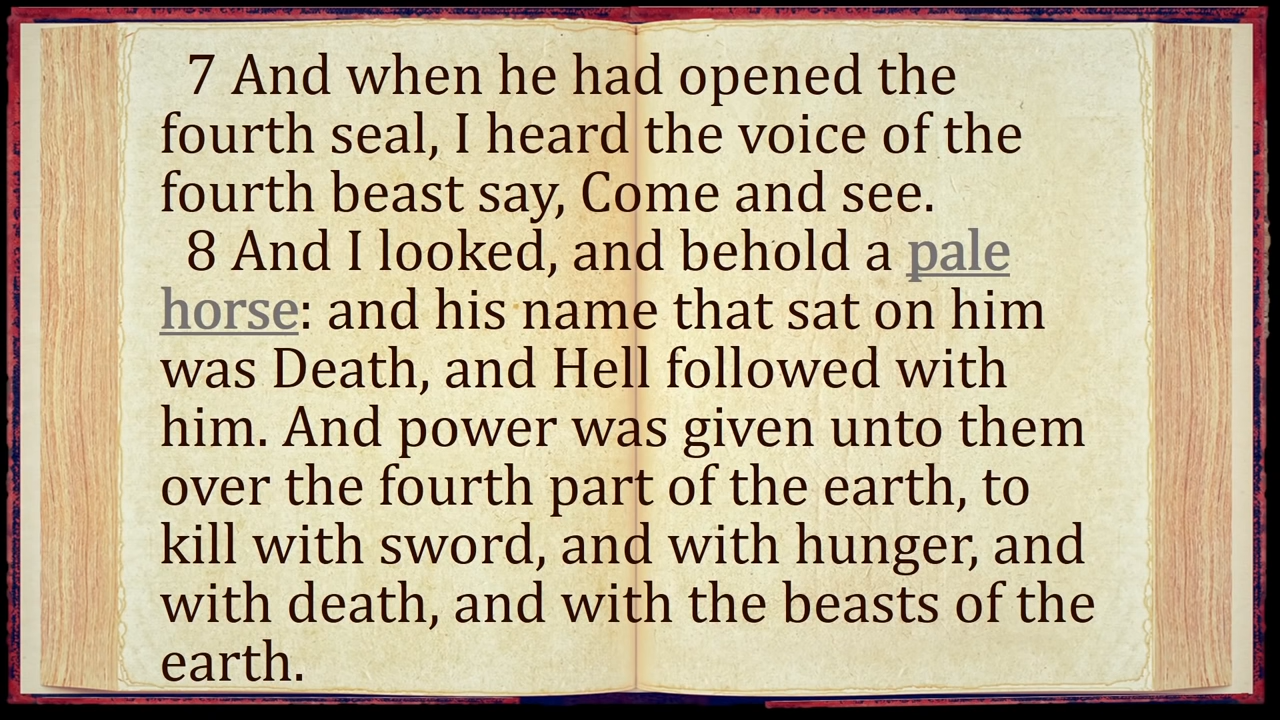 7 And when he had opened the
fourth seal, I heard the voice of the
fourth beast say, Come and see.
8 And I looked, and behold a pale
horse: and his name that sat on him
was Death, and Hell followed with
him. And power was given unto them
over the fourth part of the earth, to
kill with sword, and with hunger, and
with death, and with the beasts of the
earth.